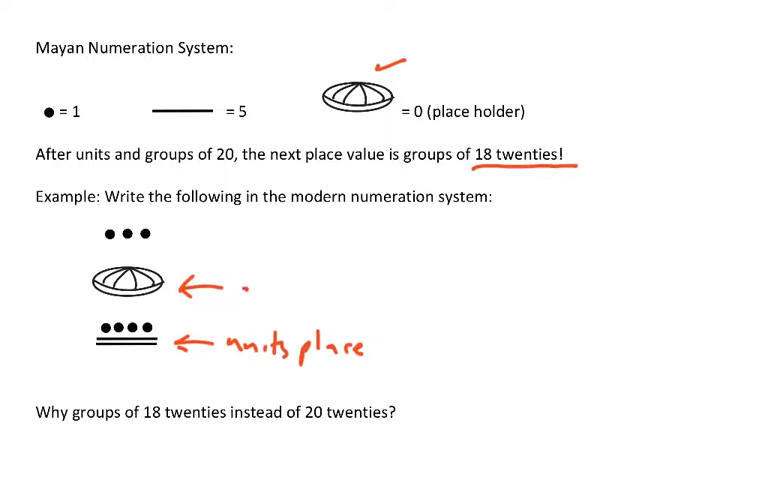 Mayan Numeration System:
= 1
= 5
= 0 (place holder)
After units and groups of 20, the next place value is groups of 18 twenties!
Example: Write the following in the modern numeration system:
units place
Why groups of 18 twenties instead of 20 twenties?